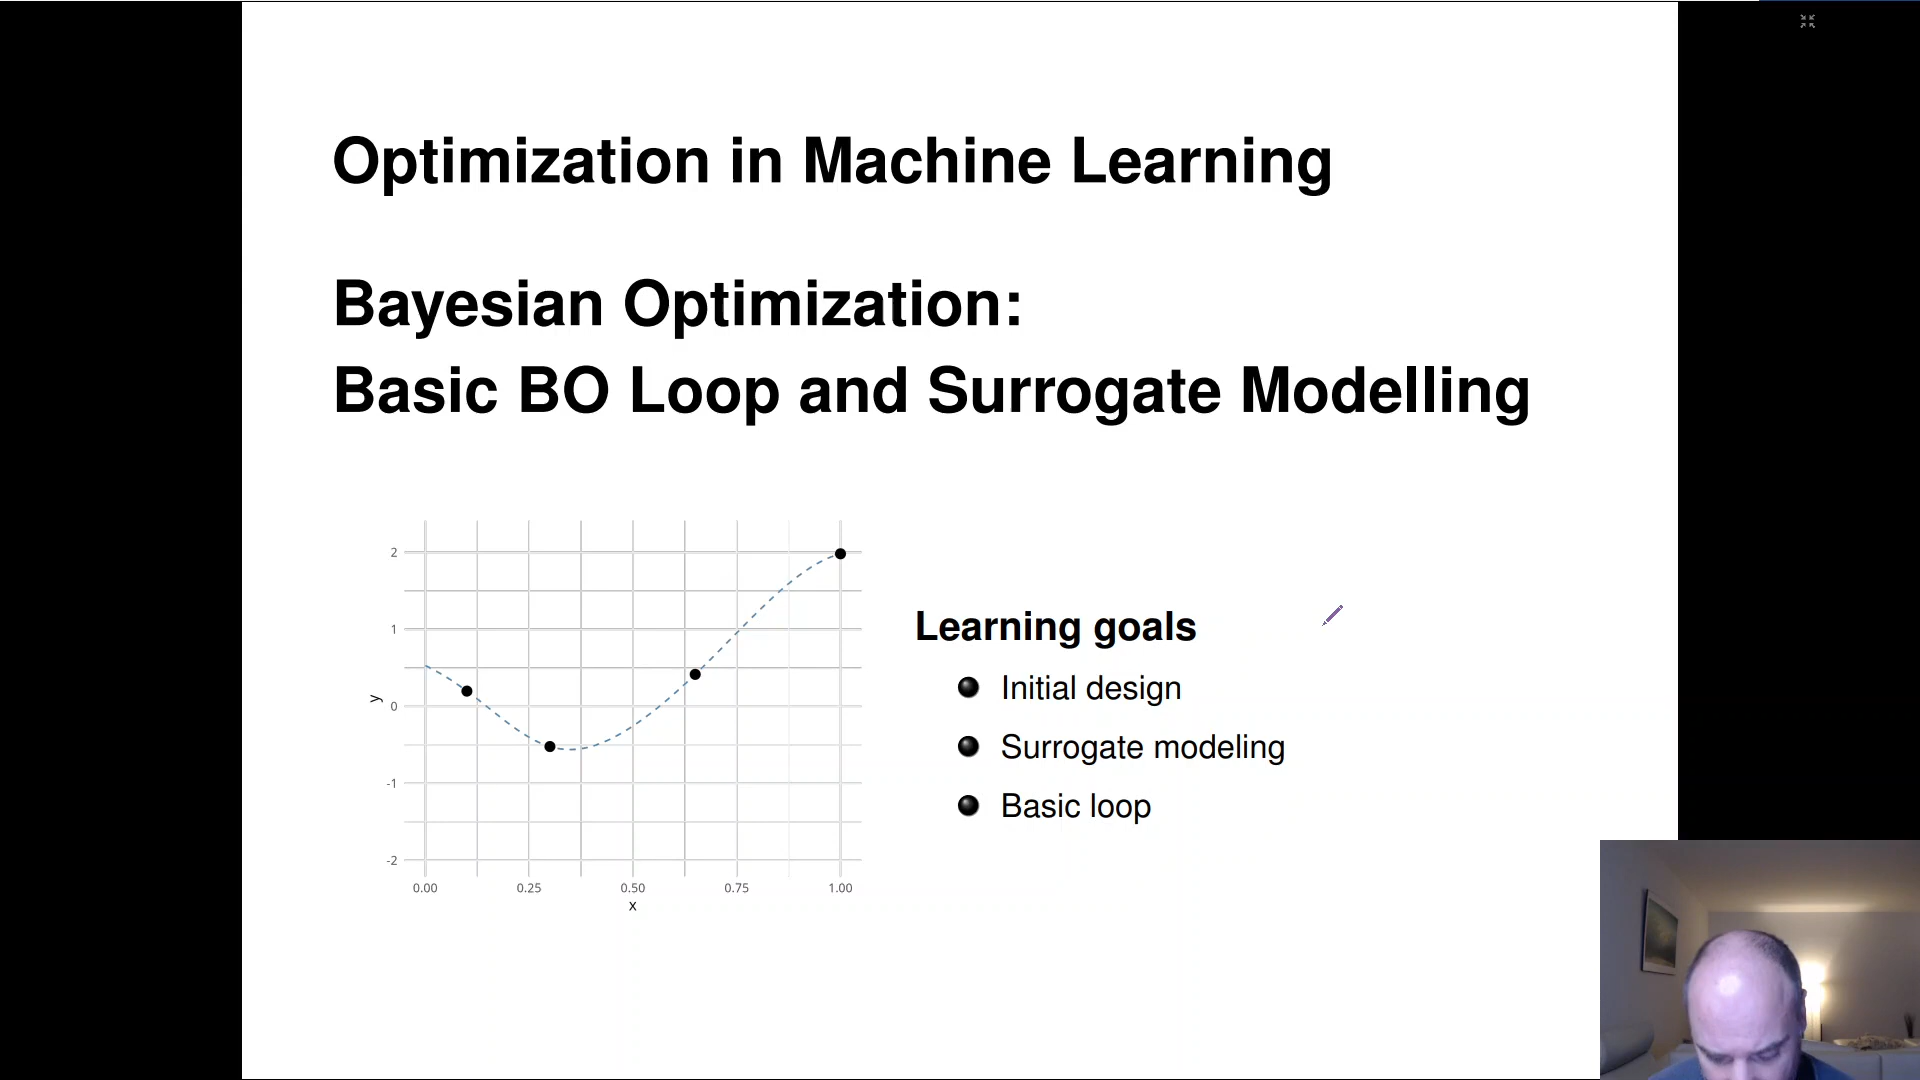 Optimization in Machine Learning
Bayesian Optimization:
Basic BO Loop and Surrogate Modelling
2
1
0
-1
-2
y
0.00 0.25 0.50 0.75 1.00
x
Learning goals
Initial design
Surrogate modeling
Basic loop